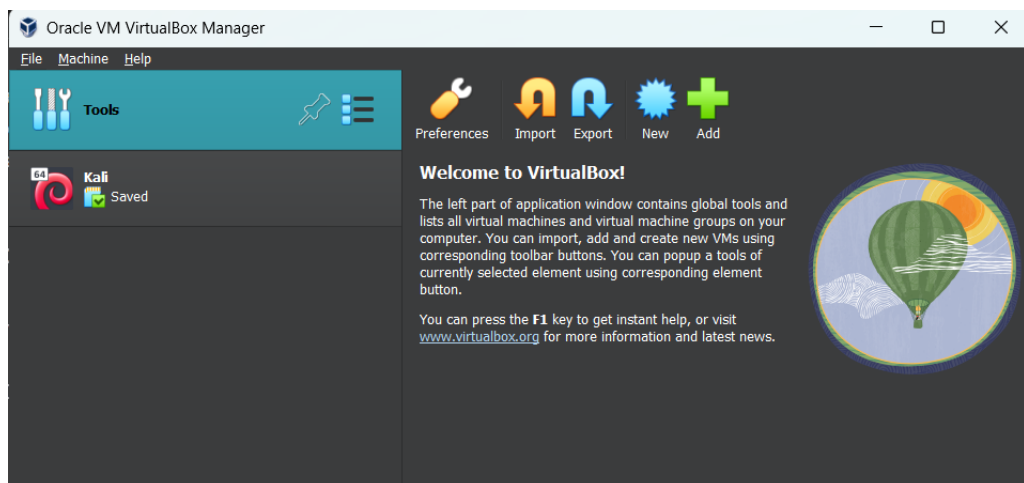 Oracle VM VirtualBox Manager
File Machine Help
Tools
Preferences Import Export New Add
64
Kali
Saved
Welcome to VirtualBox!
The left part of application window contains global tools and
lists all virtual machines and virtual machine groups on your
computer. You can import, add and create new VMs using
corresponding toolbar buttons. You can popup a tools of
currently selected element using corresponding element
button.
You can press the F1 key to get instant help, or visit
www.virtualbox.org for more information and latest news.